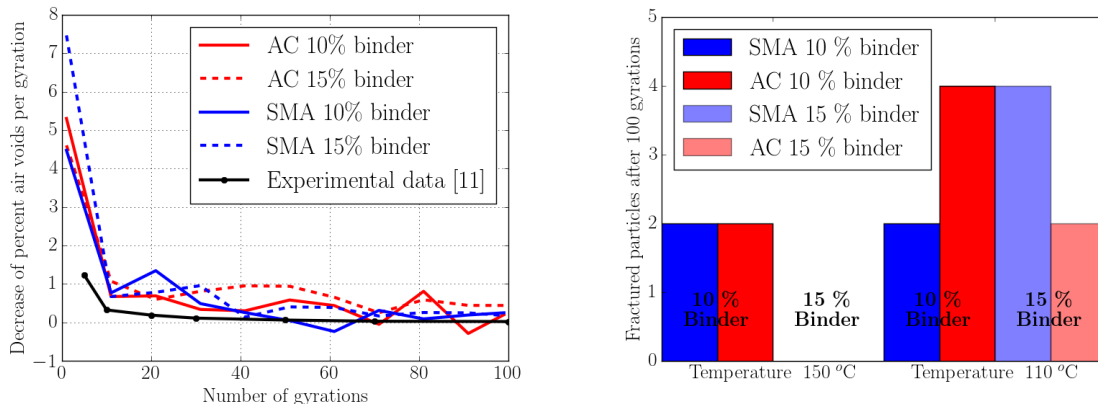 8
7
6
5
4
3
2
1
0
−1
0
20
40
60
80
100
Decrease of percent air voids per gyration
Number of gyrations
AC 10% binder
AC 15% binder
SMA 10% binder
SMA 15% binder
Experimental data [11]
5
4
3
2
1
0
Fractured particles after 100 gyrations
SMA 10 % binder
AC 10 % binder
SMA 15 % binder
AC 15 % binder
10 %
Binder
15 %
Binder
10 %
Binder
15 %
Binder
Temperature 150 °C
Temperature 110 °C